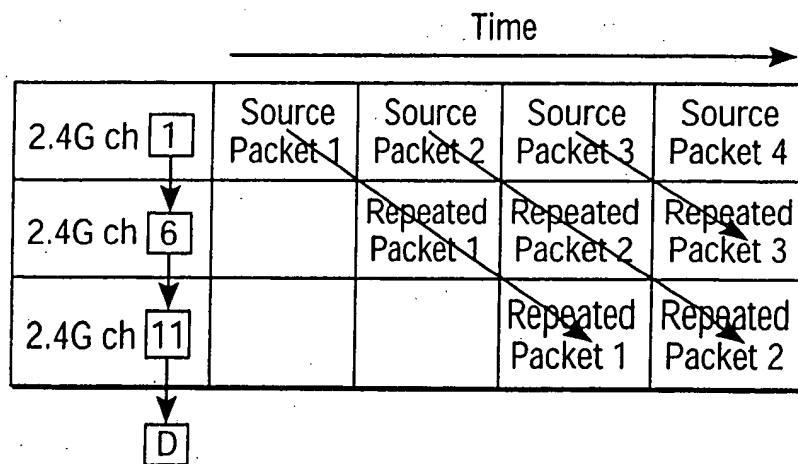 Time
2.4G ch 1
Source
Packet 1
Source
Packet 2
Source
Packet 3
Source
Packet 4
2.4G ch 6
Repeated
Packet 1
Repeated
Packet 2
Repeated
Packet 3
2.4G ch 11
Repeated
Packet 1
Repeated
Packet 2
D